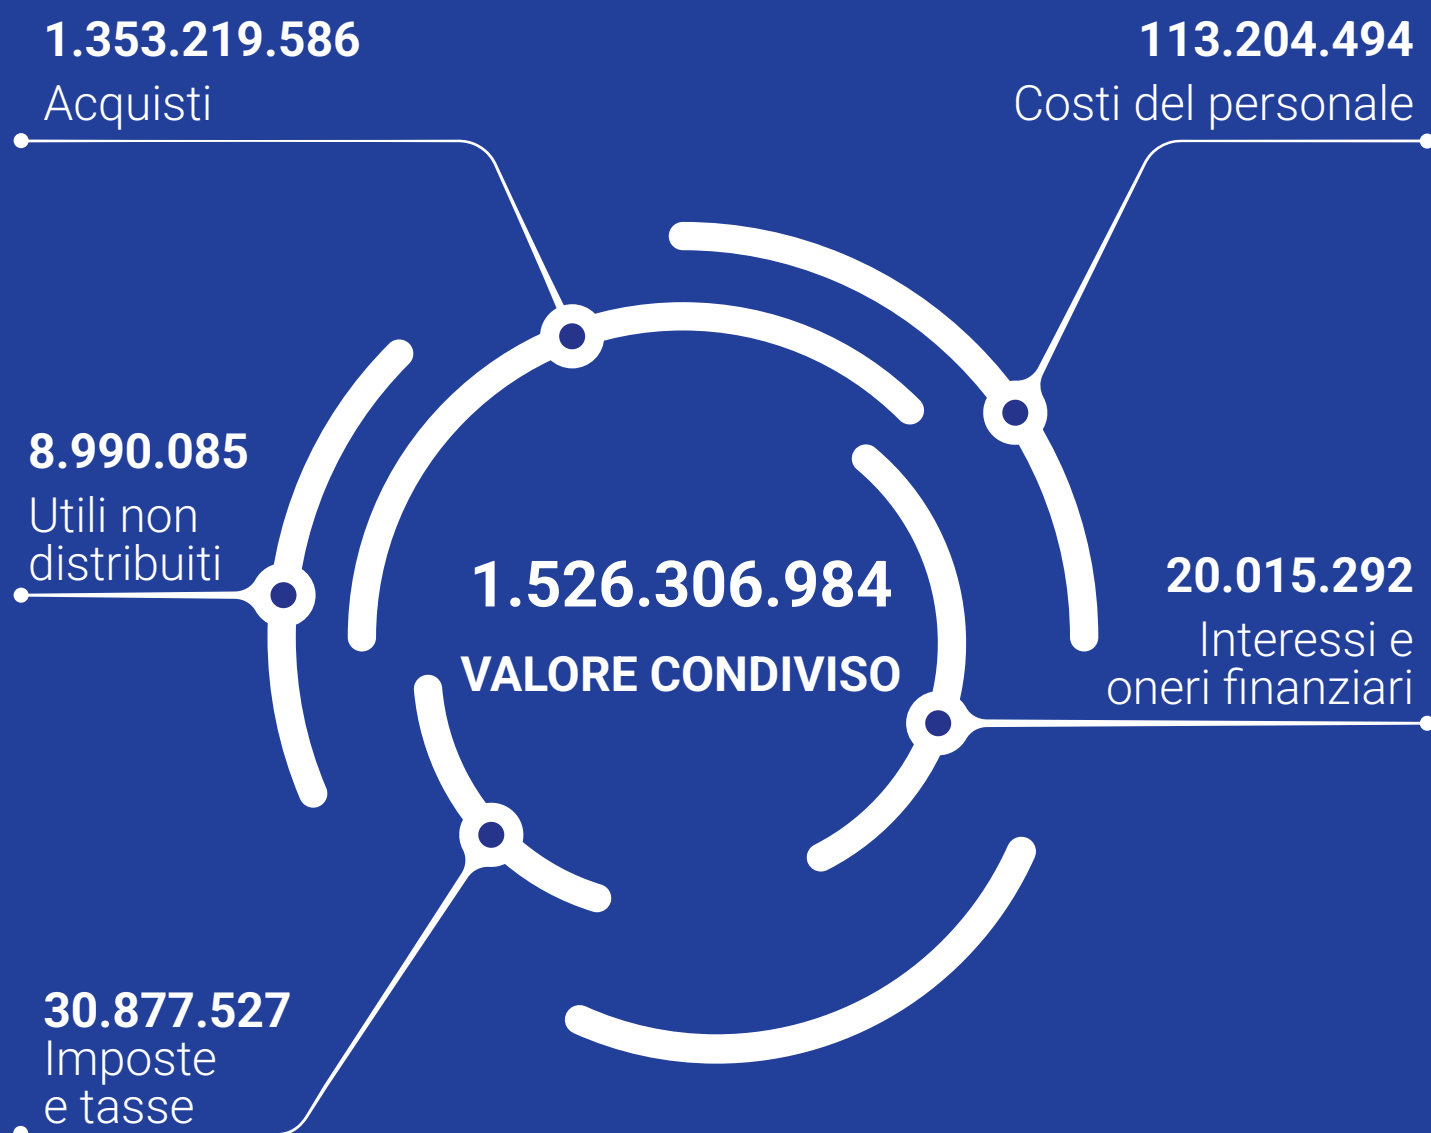 1.353.219.586
Acquisti
113.204.494
Costi del personale
8.990.085
Utili non
distribuiti
1.526.306.984
VALORE CONDIVISO
20.015.292
Interessi e
oneri finanziari
30.877.527
Imposte
e tasse